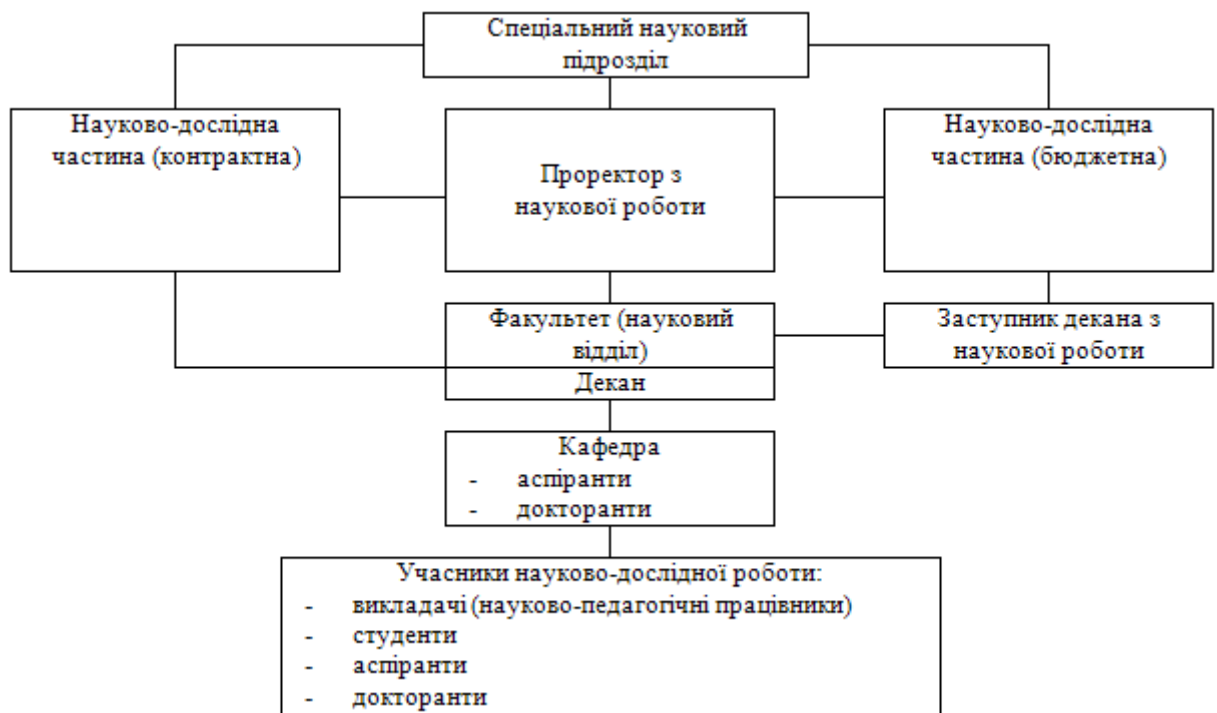 Спеціальний науковий
підрозділ
Науково-дослідна
частина (контрактна)
Проректор з
наукової роботи
Науково-дослідна
частина (бюджетна)
Факультет (науковий
відділ)
Декан
Заступник декана з
наукової роботи
Кафедра
- аспіранти
- докторанти
Учасники науково-дослідної роботи:
- викладачі (науково-педагогічні працівники)
- студенти
- аспіранти
- докторанти